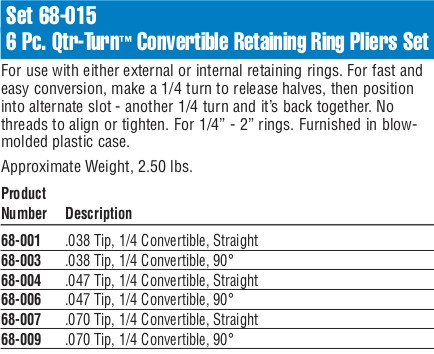 Set 68-015
6 Pc. Qtr-Turn™ Convertible Retaining Ring Pliers Set
For use with either external or internal retaining rings. For fast and
easy conversion, make a 1/4 turn to release halves, then position
into alternate slot - another 1/4 turn and it's back together. No
threads to align or tighten. For 1/4” - 2” rings. Furnished in blow-
molded plastic case.
Approximate Weight, 2.50 lbs.
Product
Number Description
68-001 .038 Tip, 1/4 Convertible, Straight
68-003 .038 Tip, 1/4 Convertible, 90°
68-004 .047 Tip, 1/4 Convertible, Straight
68-006 .047 Tip, 1/4 Convertible, 90°
68-007 .070 Tip, 1/4 Convertible, Straight
68-009 .070 Tip, 1/4 Convertible, 90°